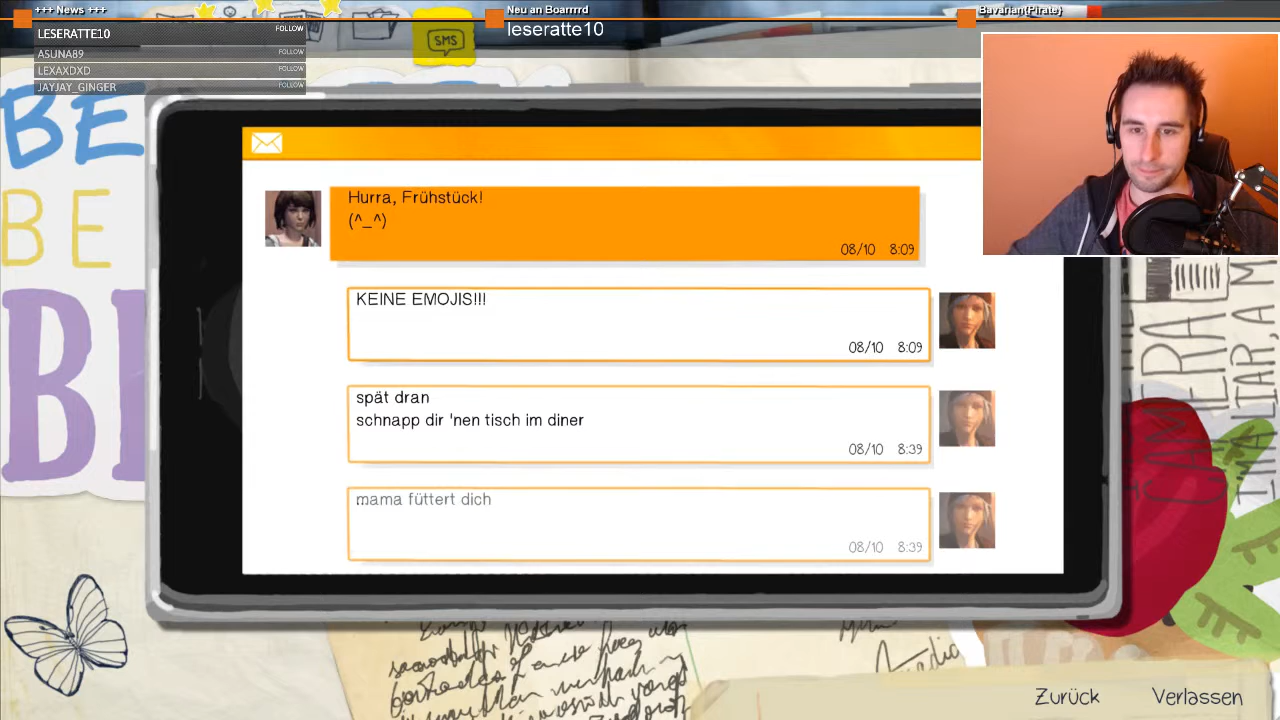 +++ News +++
Neu an Boarrrrd
Bavarian(Pirate)
LESERATTE10
FOLLOW
leseratte10
SMS
ASUNA89
FOLLOW
LEXAXDXD
FOLLOW
JAYJAY_GINGER
FOLLOW
BE
BE
Hurra, Frühstück!
(^_^)
08/10 8:09
KEINE EMOJIS!!!
08/10 8:09
spät dran
schnapp dir 'nen tisch im diner
08/10 8:39
mama füttert dich
08/10 8:39
CAMERA
Zurück
Verlassen